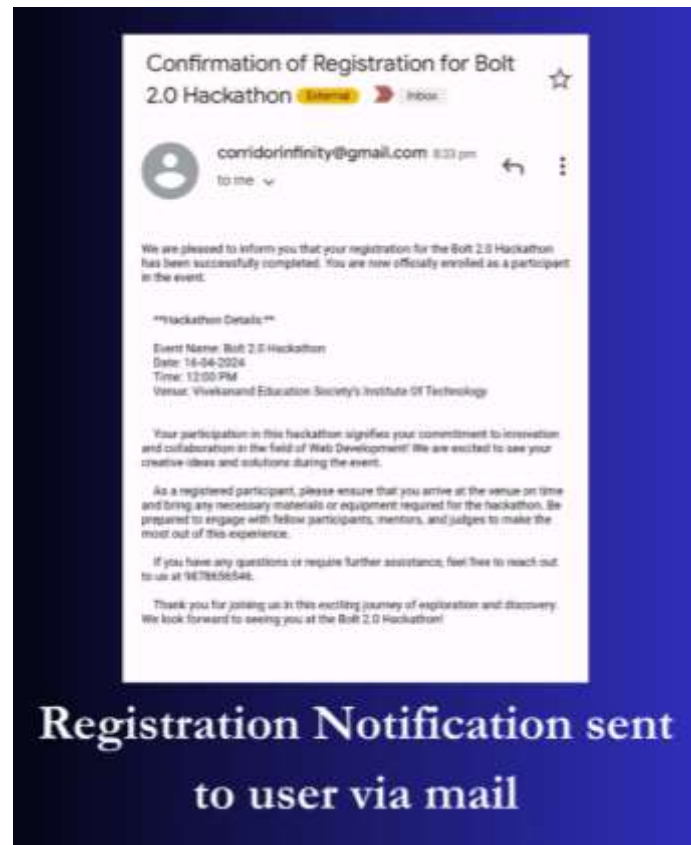 Confirmation of Registration for Bolt
2.0 Hackathon External Inbox
corridorinfinity@gmail.com 8:33 pm
to me
We are pleased to inform you that your registration for the Bolt 2.0 Hackathon
has been successfully completed. You are now officially enrolled as a participant
in the event.
**Hackathon Details:**
Event Name: Bolt 2.0 Hackathon
Date: 16-04-2024
Time: 12:00 PM
Venue: Vivekanand Education Society's Institute Of Technology
Your participation in this hackathon signifies your commitment to innovation
and collaboration in the field of Web Development! We are excited to see your
creative ideas and solutions during the event.
As a registered participant, please ensure that you arrive at the venue on time
and bring any necessary materials or equipment required for the hackathon. Be
prepared to engage with fellow participants, mentors, and judges to make the
most out of this experience.
If you have any questions or require further assistance, feel free to reach out
to us at 9878656546.
Thank you for joining us in this exciting journey of exploration and discovery.
We look forward to seeing you at the Bolt 2.0 Hackathon!
Registration Notification sent
to user via mail